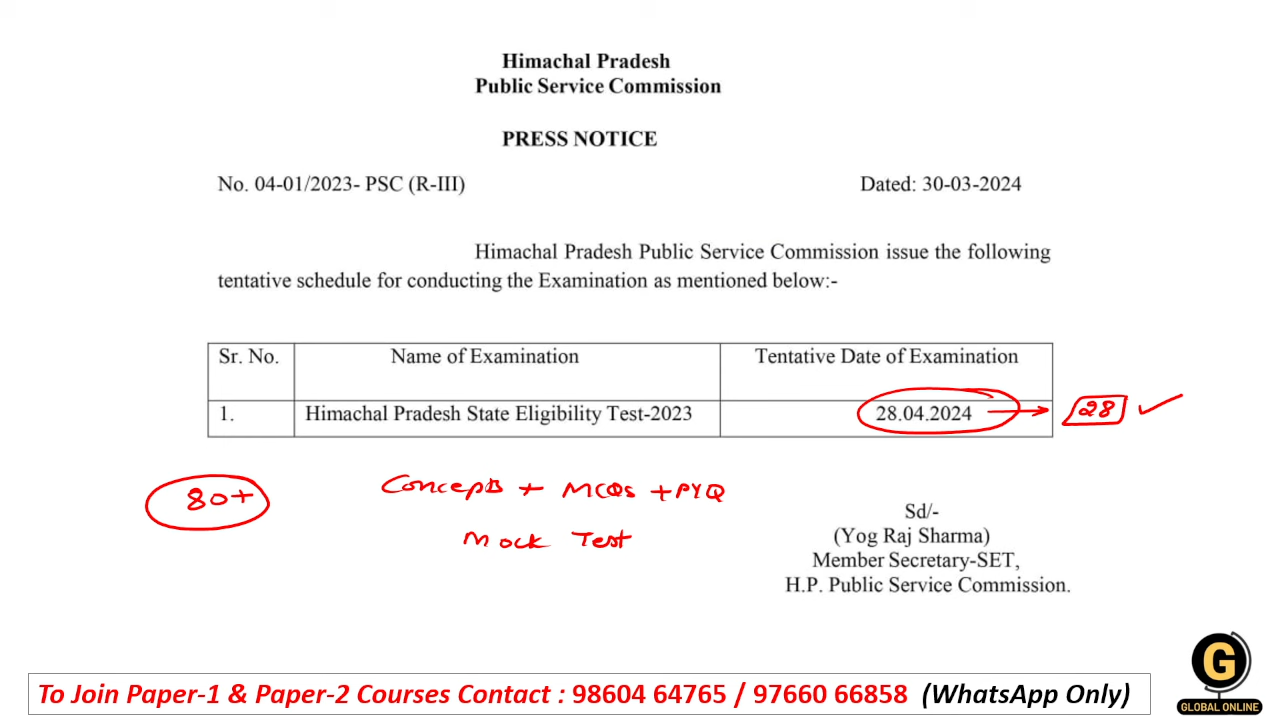 Himachal Pradesh
Public Service Commission
PRESS NOTICE
No. 04-01/2023- PSC (R-III) Dated: 30-03-2024
Himachal Pradesh Public Service Commission issue the following
tentative schedule for conducting the Examination as mentioned below:-
Sr. No. Name of Examination Tentative Date of Examination
1. Himachal Pradesh State Eligibility Test-2023 28.04.2024 28
80+ Concepts + MCQs + PYQ
Mock Test
Sd/-
(Yog Raj Sharma)
Member Secretary-SET,
H.P. Public Service Commission.
To Join Paper-1 & Paper-2 Courses Contact : 98604 64765 / 97660 66858 (WhatsApp Only)
G
GLOBAL ONLINE